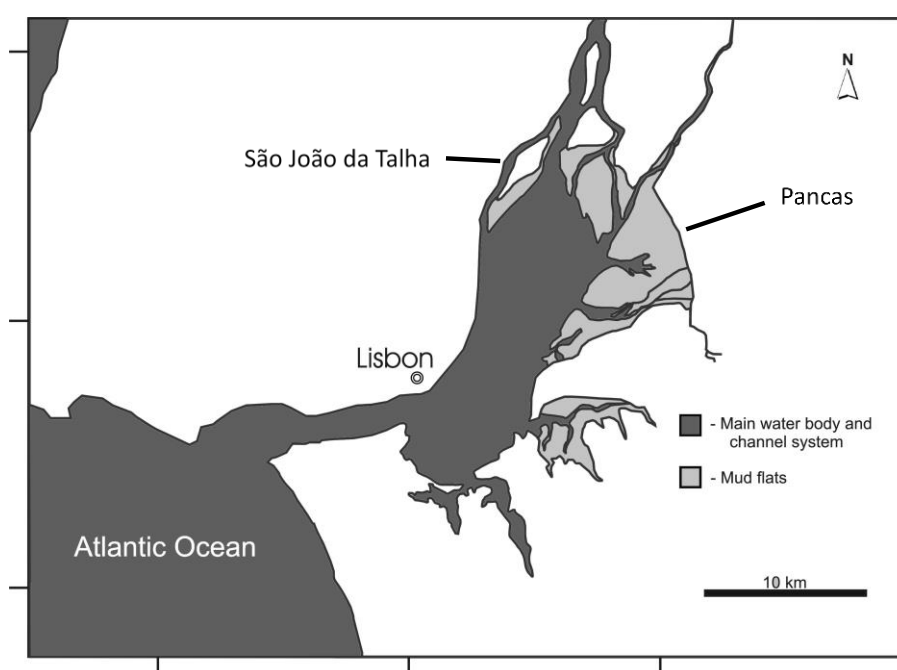 N
São João da Talha
Pancas
Lisbon
- Main water body and
channel system
- Mud flats
Atlantic Ocean
10 km